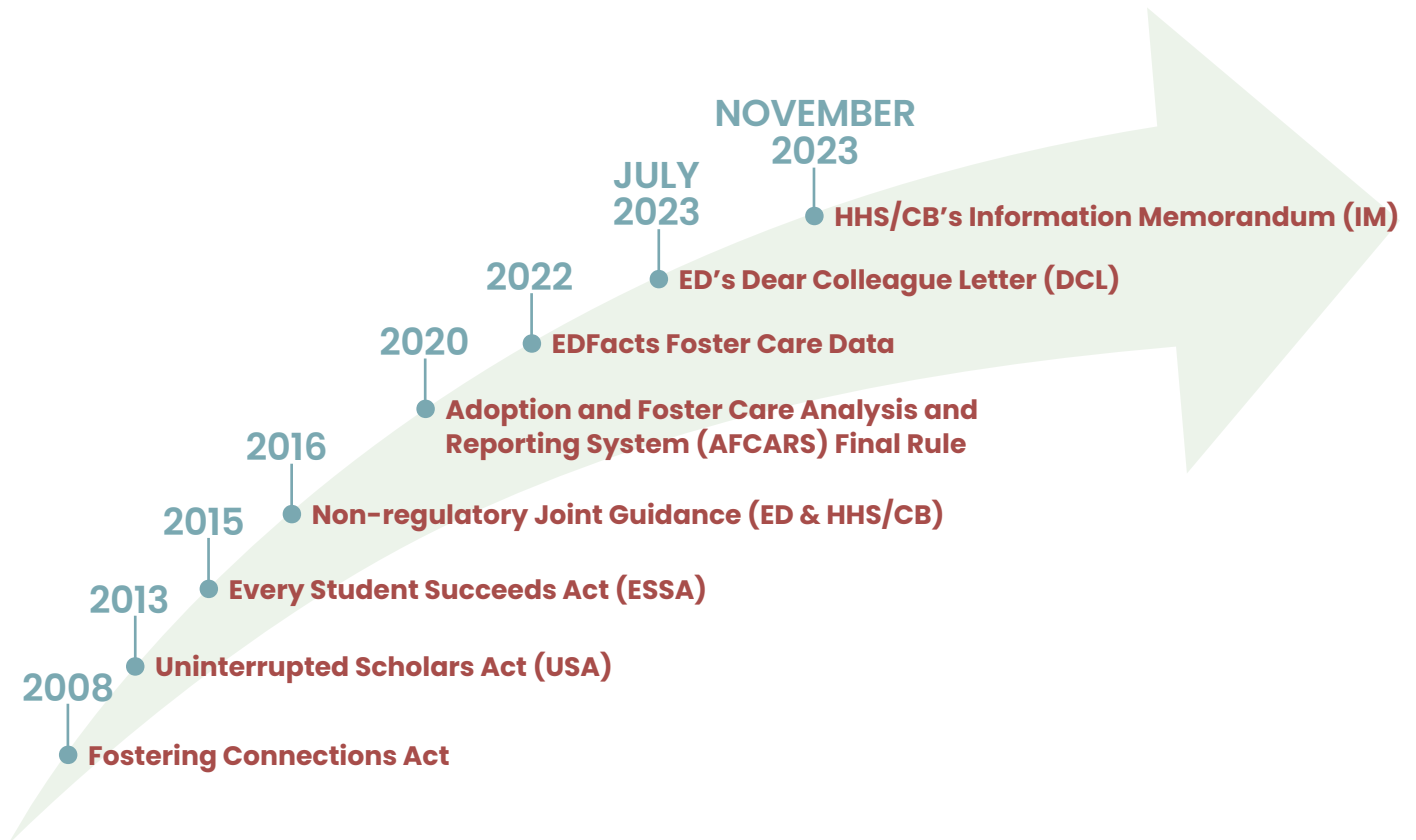 NOVEMBER
2023
HHS/CB’s Information Memorandum (IM)
JULY
2023
ED’s Dear Colleague Letter (DCL)
2022
EDFacts Foster Care Data
2020
Adoption and Foster Care Analysis and
Reporting System (AFCARS) Final Rule
2016
Non-regulatory Joint Guidance (ED & HHS/CB)
2015
Every Student Succeeds Act (ESSA)
2013
Uninterrupted Scholars Act (USA)
2008
Fostering Connections Act